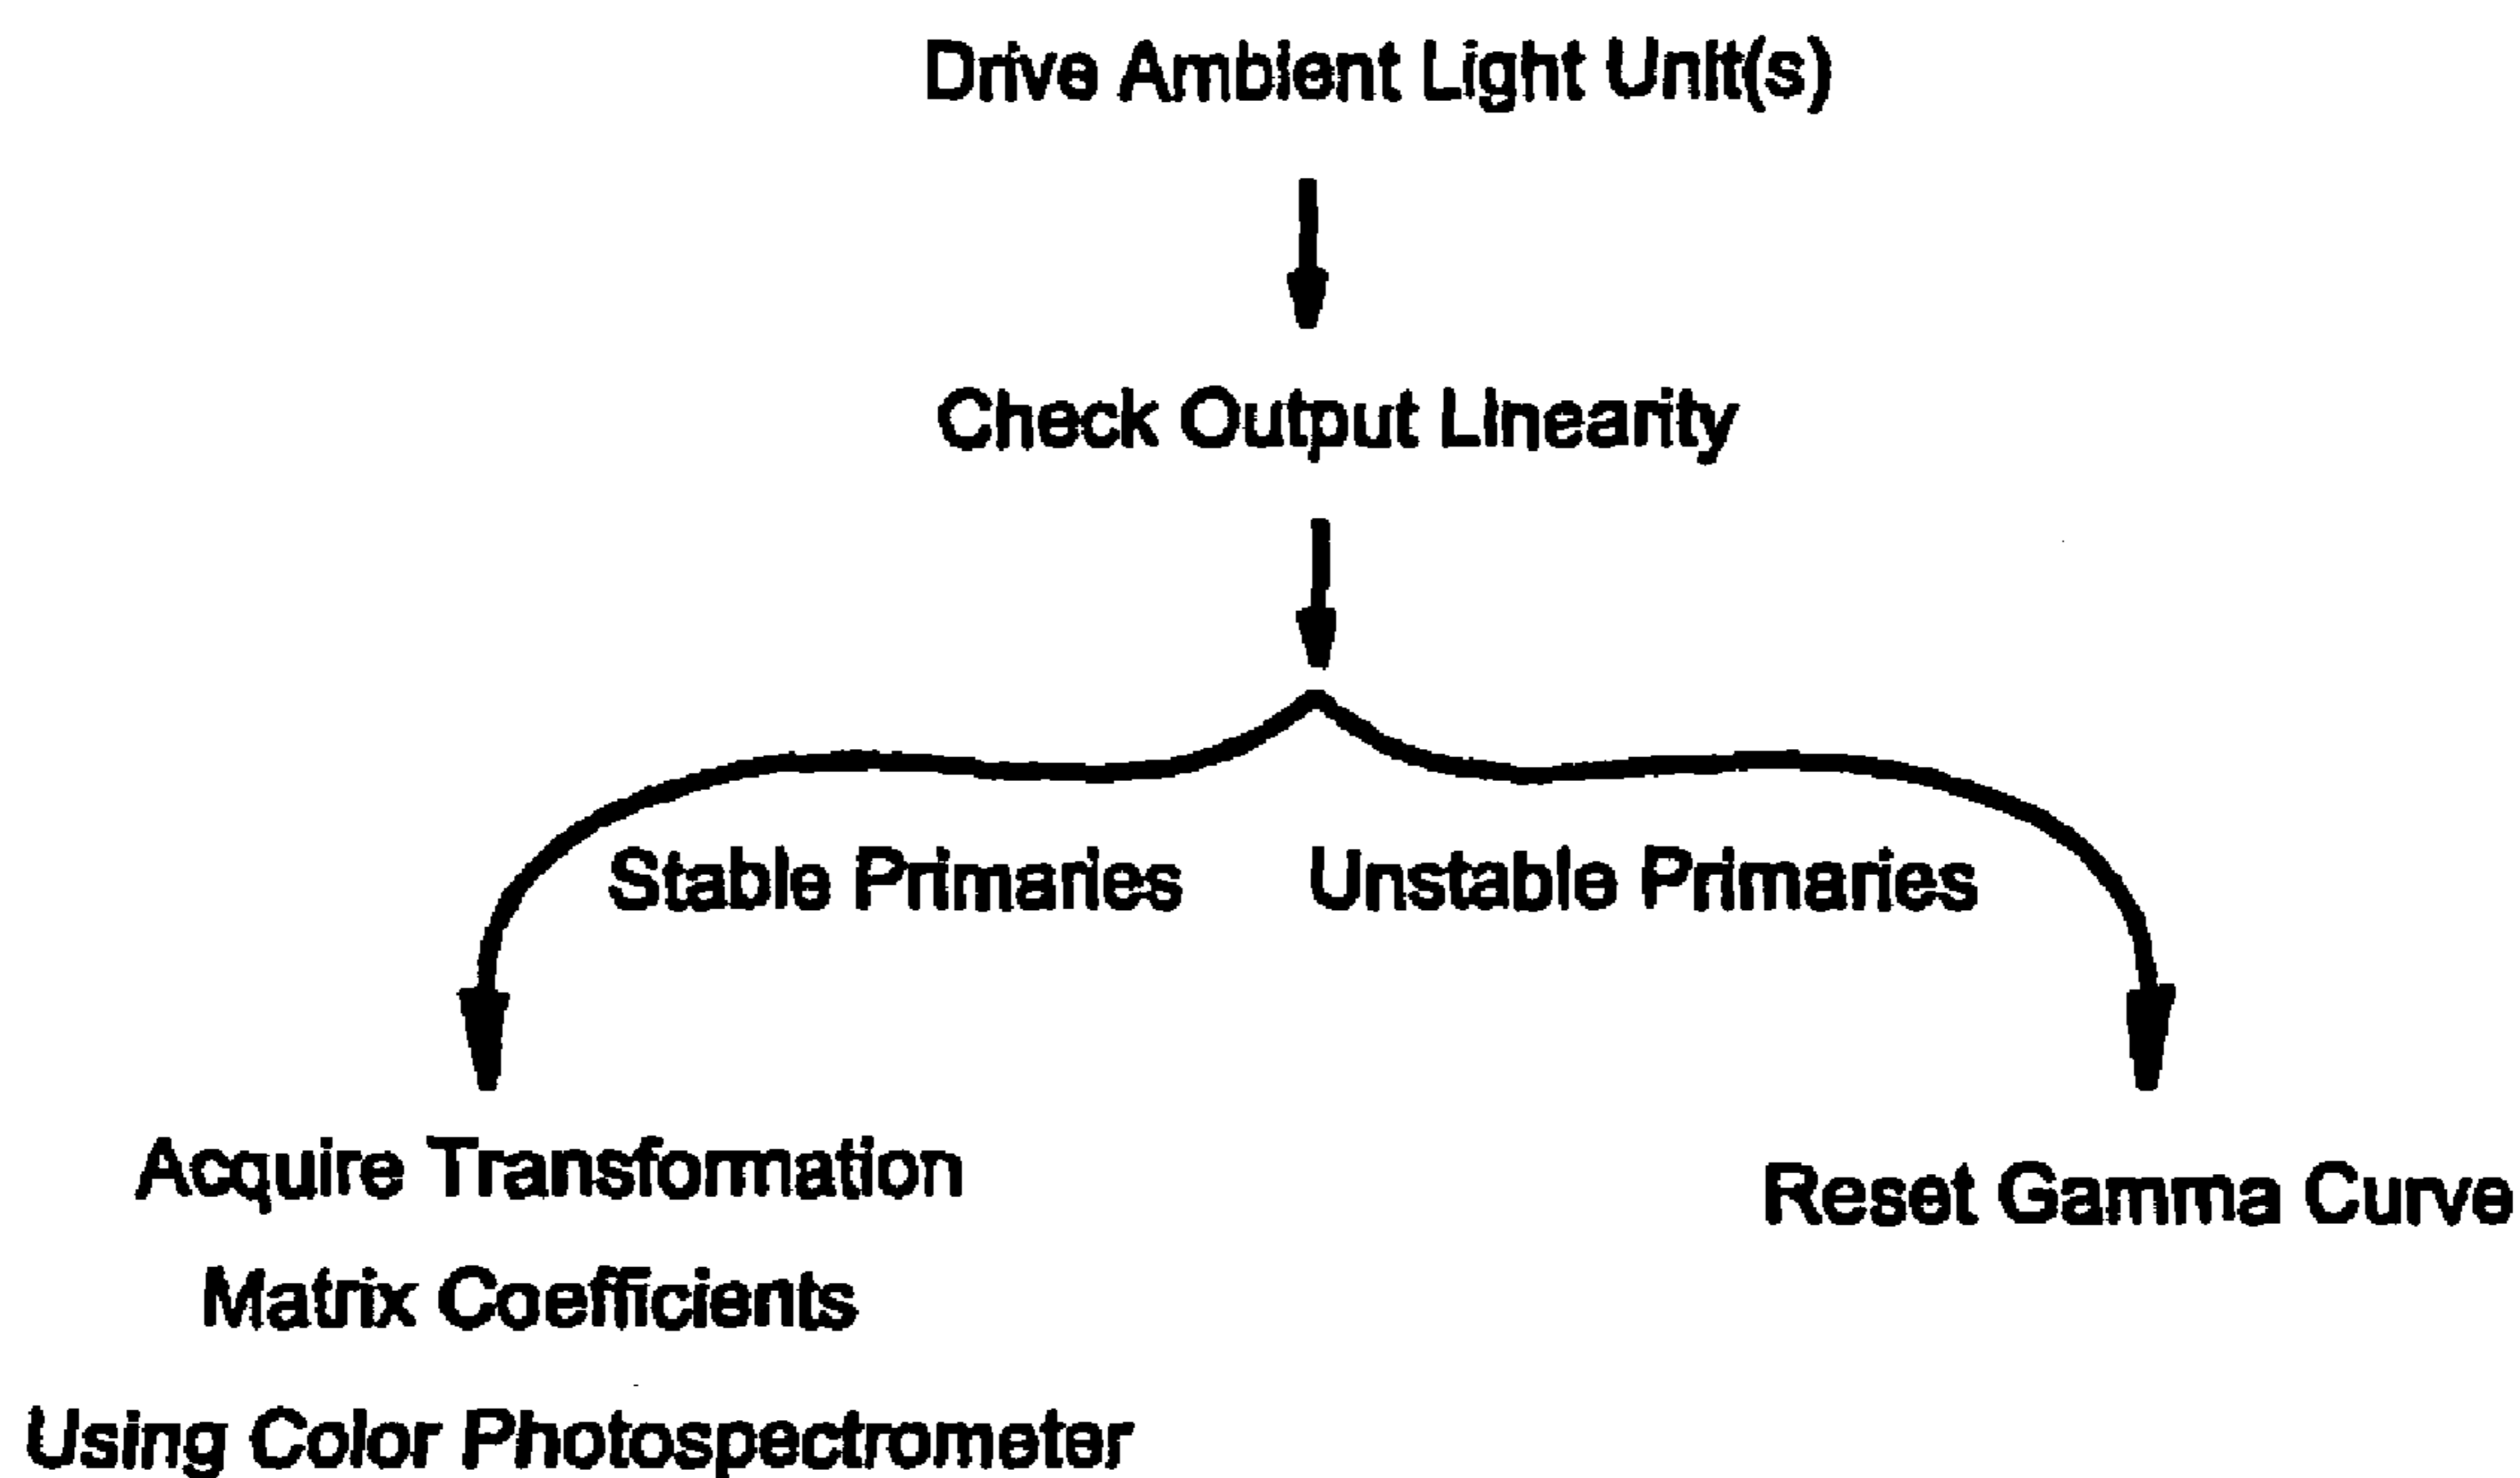 Drive Ambient Light Unit(s)
Check Output Linearity
Stable Primaries
Unstable Primaries
Acquire Transformation
Matrix Coefficients
Using Color Photospectrometer
Reset Gamma Curve